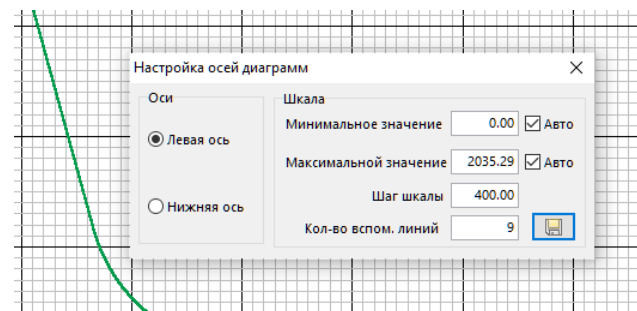 Настройка осей диаграмм
Оси
Левая ось
Нижняя ось
Шкала
Минимальное значение 0.00 Авто
Максимальной значение 2035.29 Авто
Шаг шкалы 400.00
Кол-во вспом. линий 9